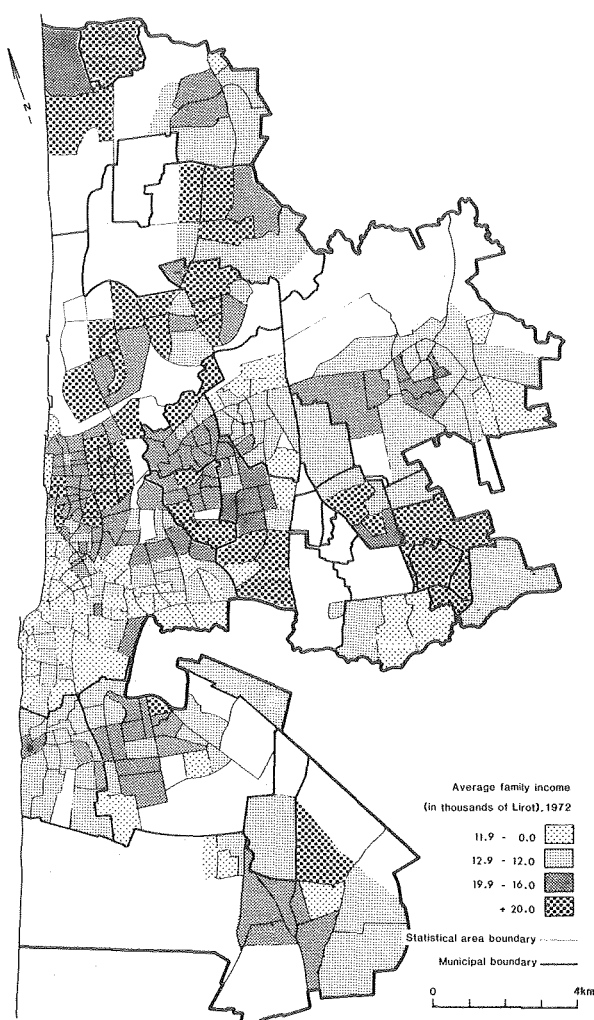 N
Average family income
(in thousands of Lirot), 1972
11.9 - 0.0
12.9 - 12.0
19.9 - 16.0
+ 20.0
Statistical area boundary
Municipal boundary
0 4km